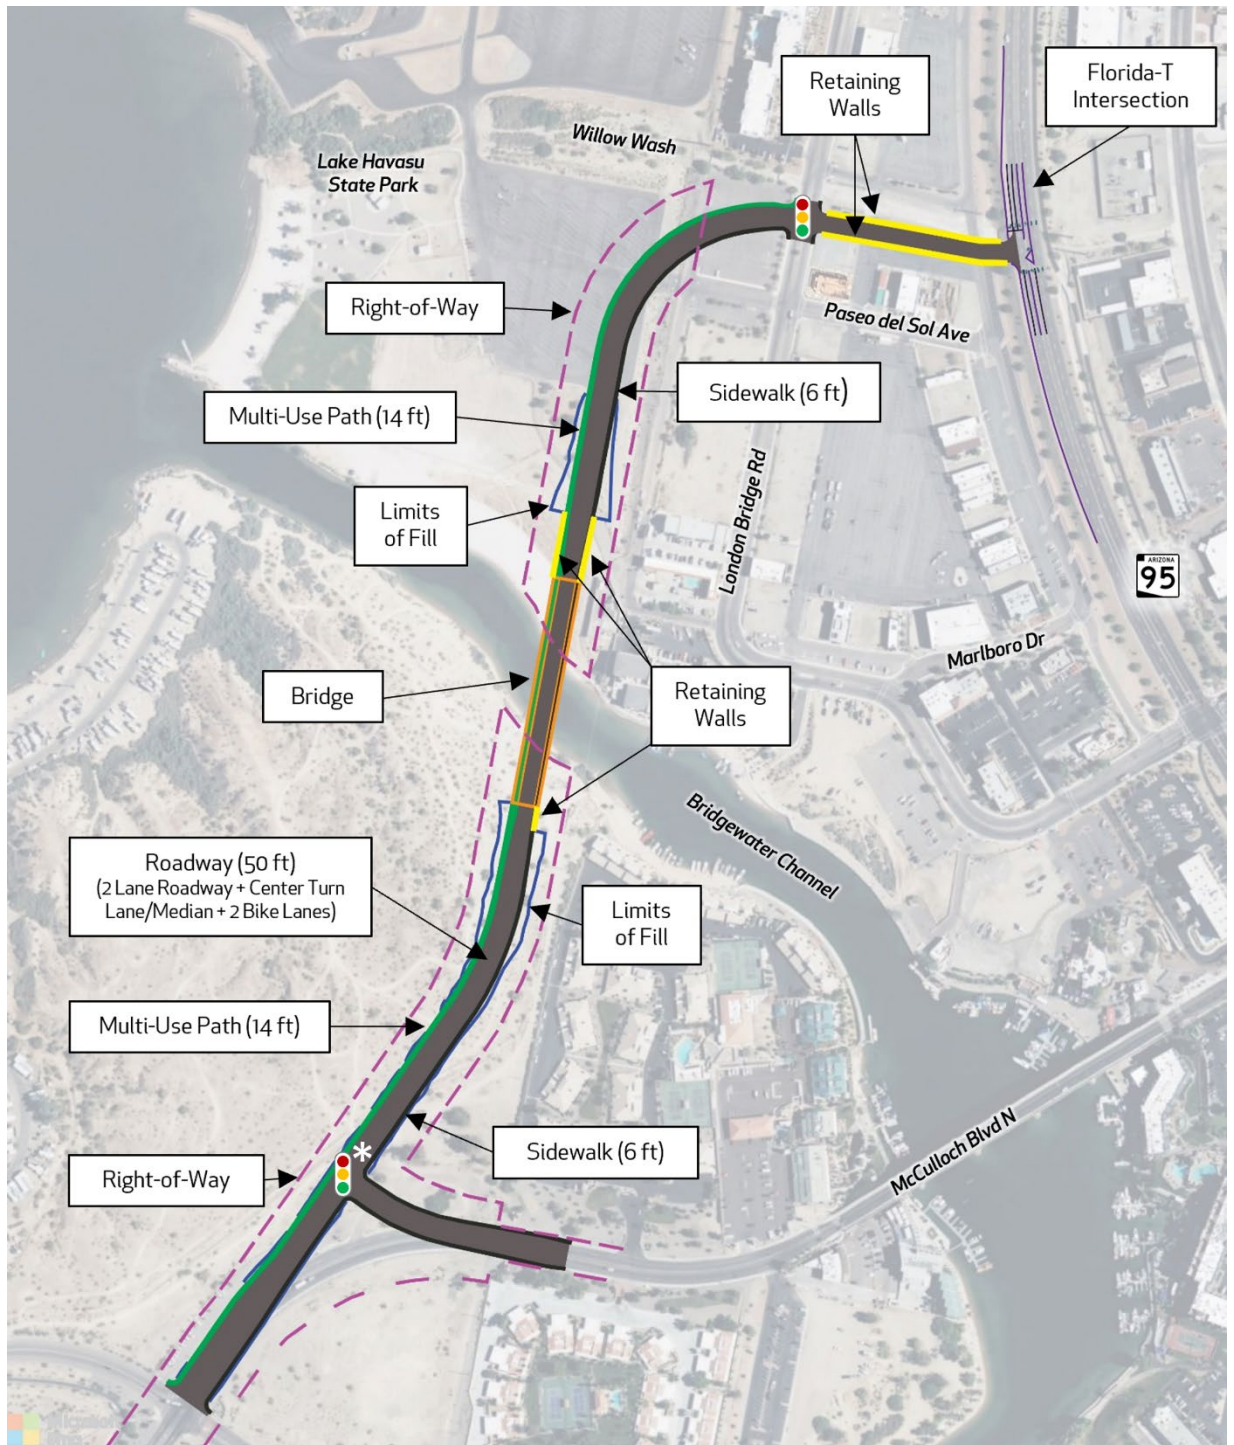 Retaining
Walls
Florida-T
Intersection
Willow Wash
Lake Havasu
State Park
Right-of-Way
Paseo del Sol Ave
Multi-Use Path (14 ft)
Sidewalk (6 ft)
London Bridge Rd
Limits
of Fill
ARIZONA
95
Marlboro Dr
Bridge
Retaining
Walls
Bridgewater Channel
Roadway (50 ft)
(2 Lane Roadway + Center Turn
Lane/Median + 2 Bike Lanes)
Limits
of Fill
Multi-Use Path (14 ft)
Sidewalk (6 ft)
*
McCulloch Blvd N
Right-of-Way